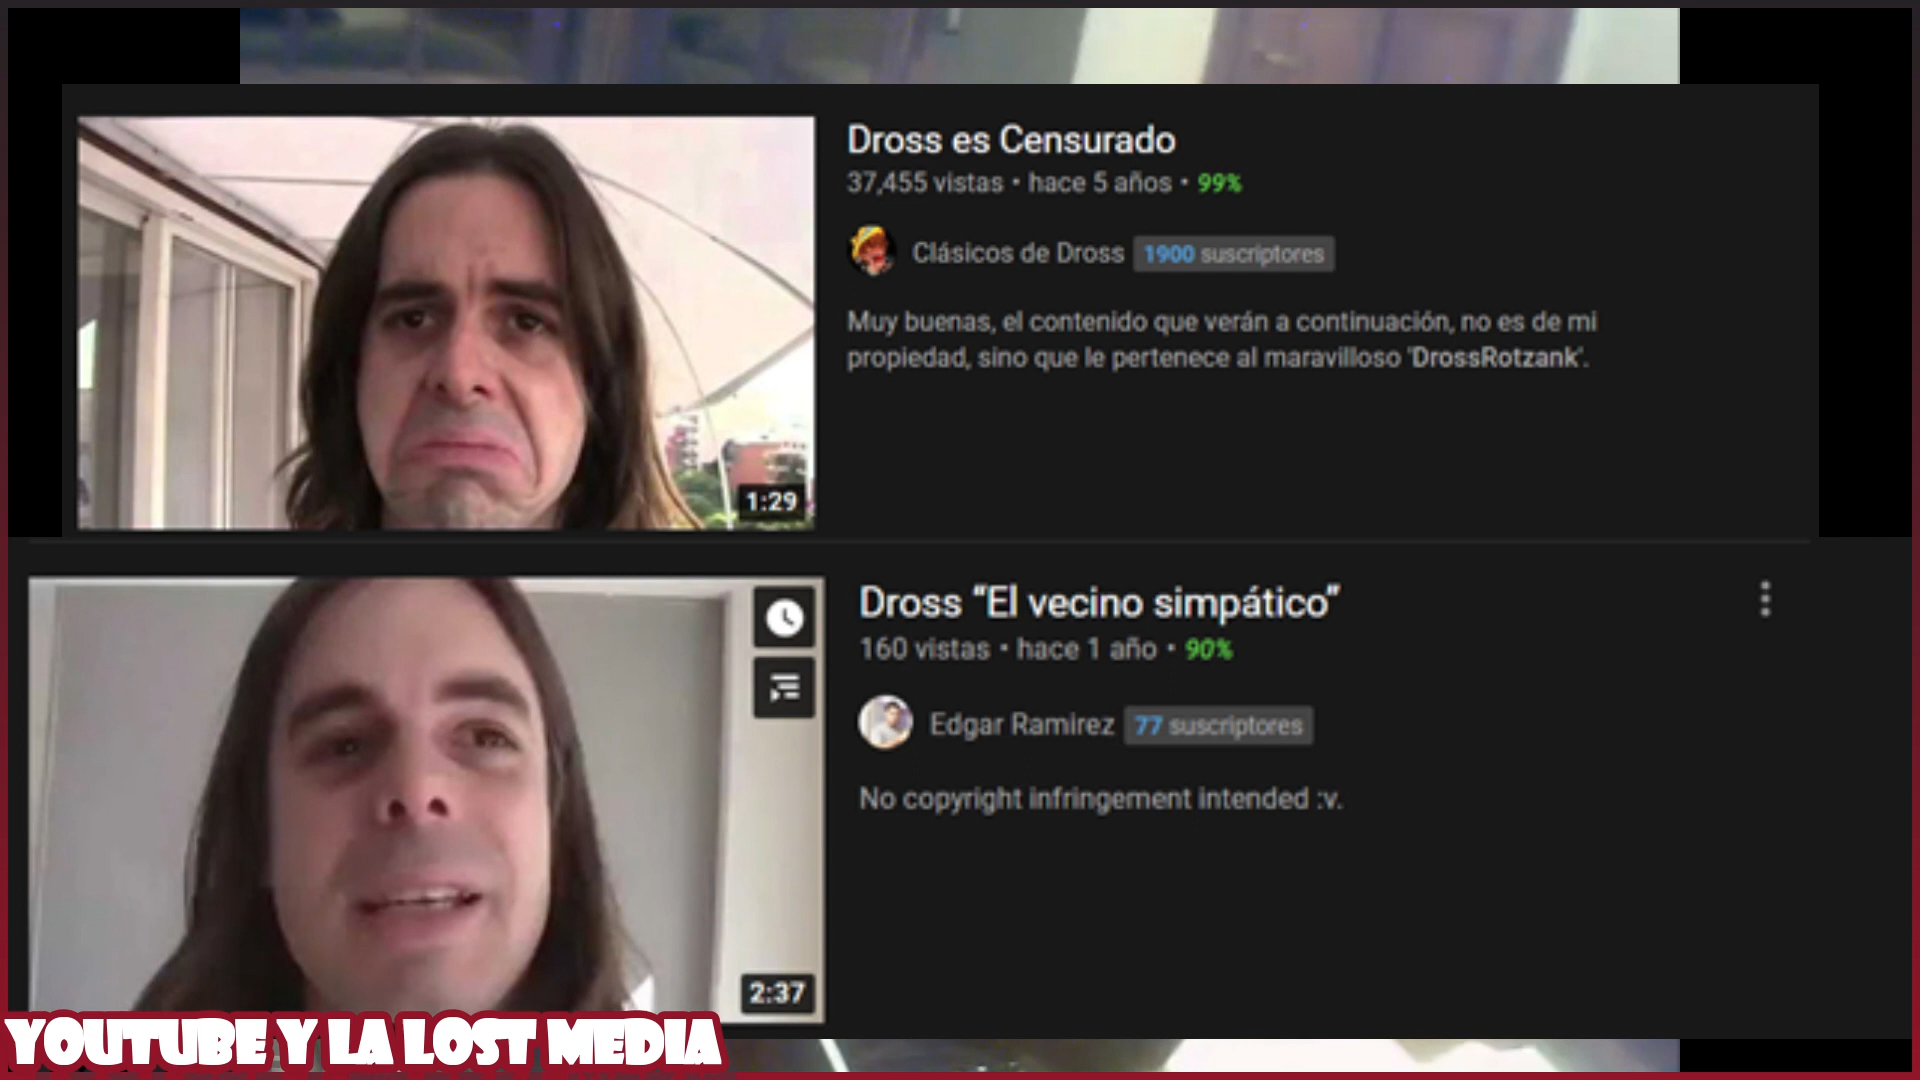 Dross es Censurado
37,455 vistas • hace 5 años • 99%
Clásicos de Dross 1900 suscriptores
Muy buenas, el contenido que verán a continuación, no es de mi
propiedad, sino que le pertenece al maravilloso 'DrossRotzank'.
1:29
Dross “El vecino simpático”
160 vistas • hace 1 año • 90%
Edgar Ramirez 77 suscriptores
No copyright infringement intended :v.
2:37
YOUTUBE Y LA LOST MEDIA